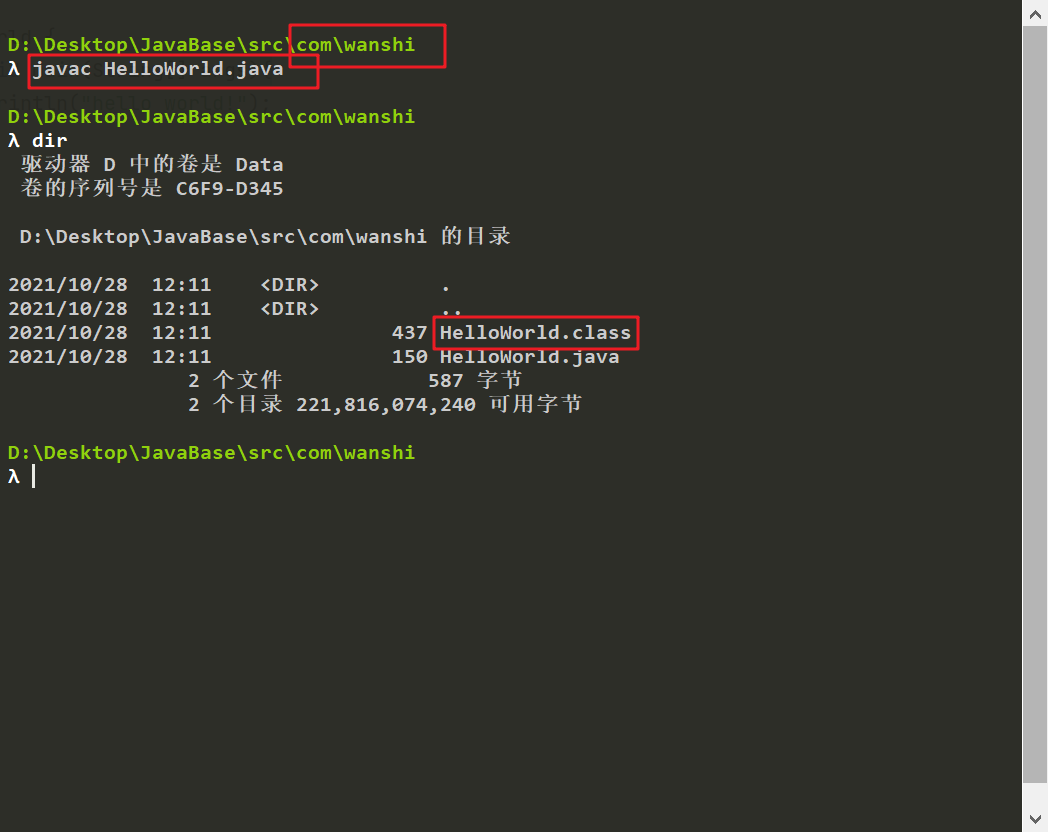 D:\Desktop\JavaBase\src\com\wanshi
λ javac HelloWorld.java
D:\Desktop\JavaBase\src\com\wanshi
λ dir
驱动器 D 中的卷是 Data
卷的序列号是 C6F9-D345
D:\Desktop\JavaBase\src\com\wanshi 的目录
2021/10/28 12:11 <DIR> .
2021/10/28 12:11 <DIR> ..
2021/10/28 12:11 437 HelloWorld.class
2021/10/28 12:11 150 HelloWorld.java
2 个文件 587 字节
2 个目录 221,816,074,240 可用字节
D:\Desktop\JavaBase\src\com\wanshi
λ